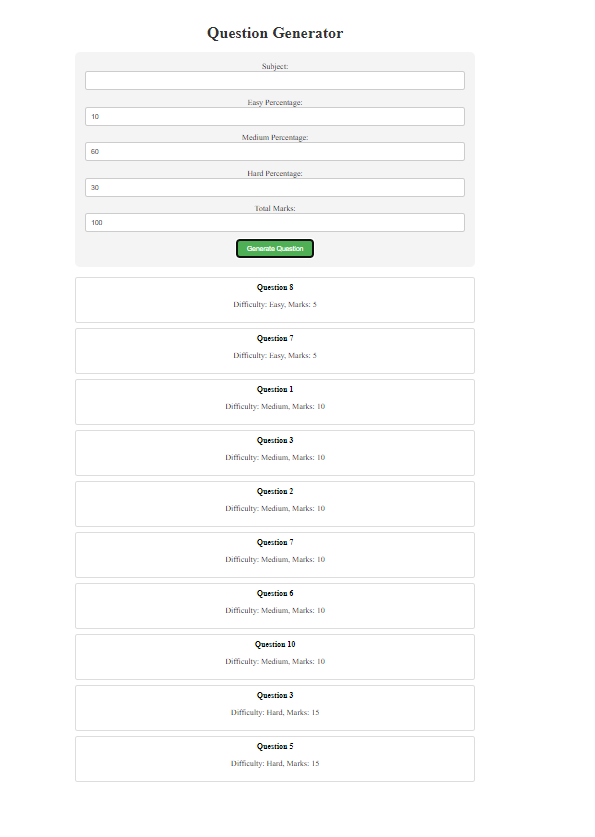 Question Generator
Subject:
Easy Percentage:
10
Medium Percentage:
60
Hard Percentage:
30
Total Marks:
100
Generate Question
Question 8
Difficulty: Easy, Marks: 5
Question 7
Difficulty: Easy, Marks: 5
Question 1
Difficulty: Medium, Marks: 10
Question 3
Difficulty: Medium, Marks: 10
Question 2
Difficulty: Medium, Marks: 10
Question 7
Difficulty: Medium, Marks: 10
Question 6
Difficulty: Medium, Marks: 10
Question 10
Difficulty: Medium, Marks: 10
Question 3
Difficulty: Hard, Marks: 15
Question 5
Difficulty: Hard, Marks: 15